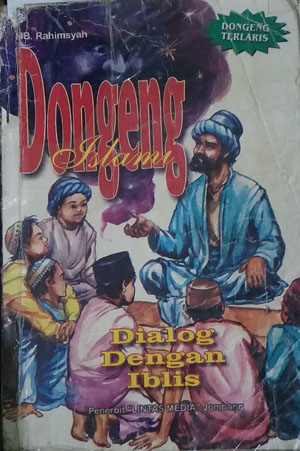 MB. Rahimsyah
DONGENG
TERLARIS
Dongeng
Islami
Dialog
Dengan
Iblis
Penerbit "LINTAS MEDIA" Jombang